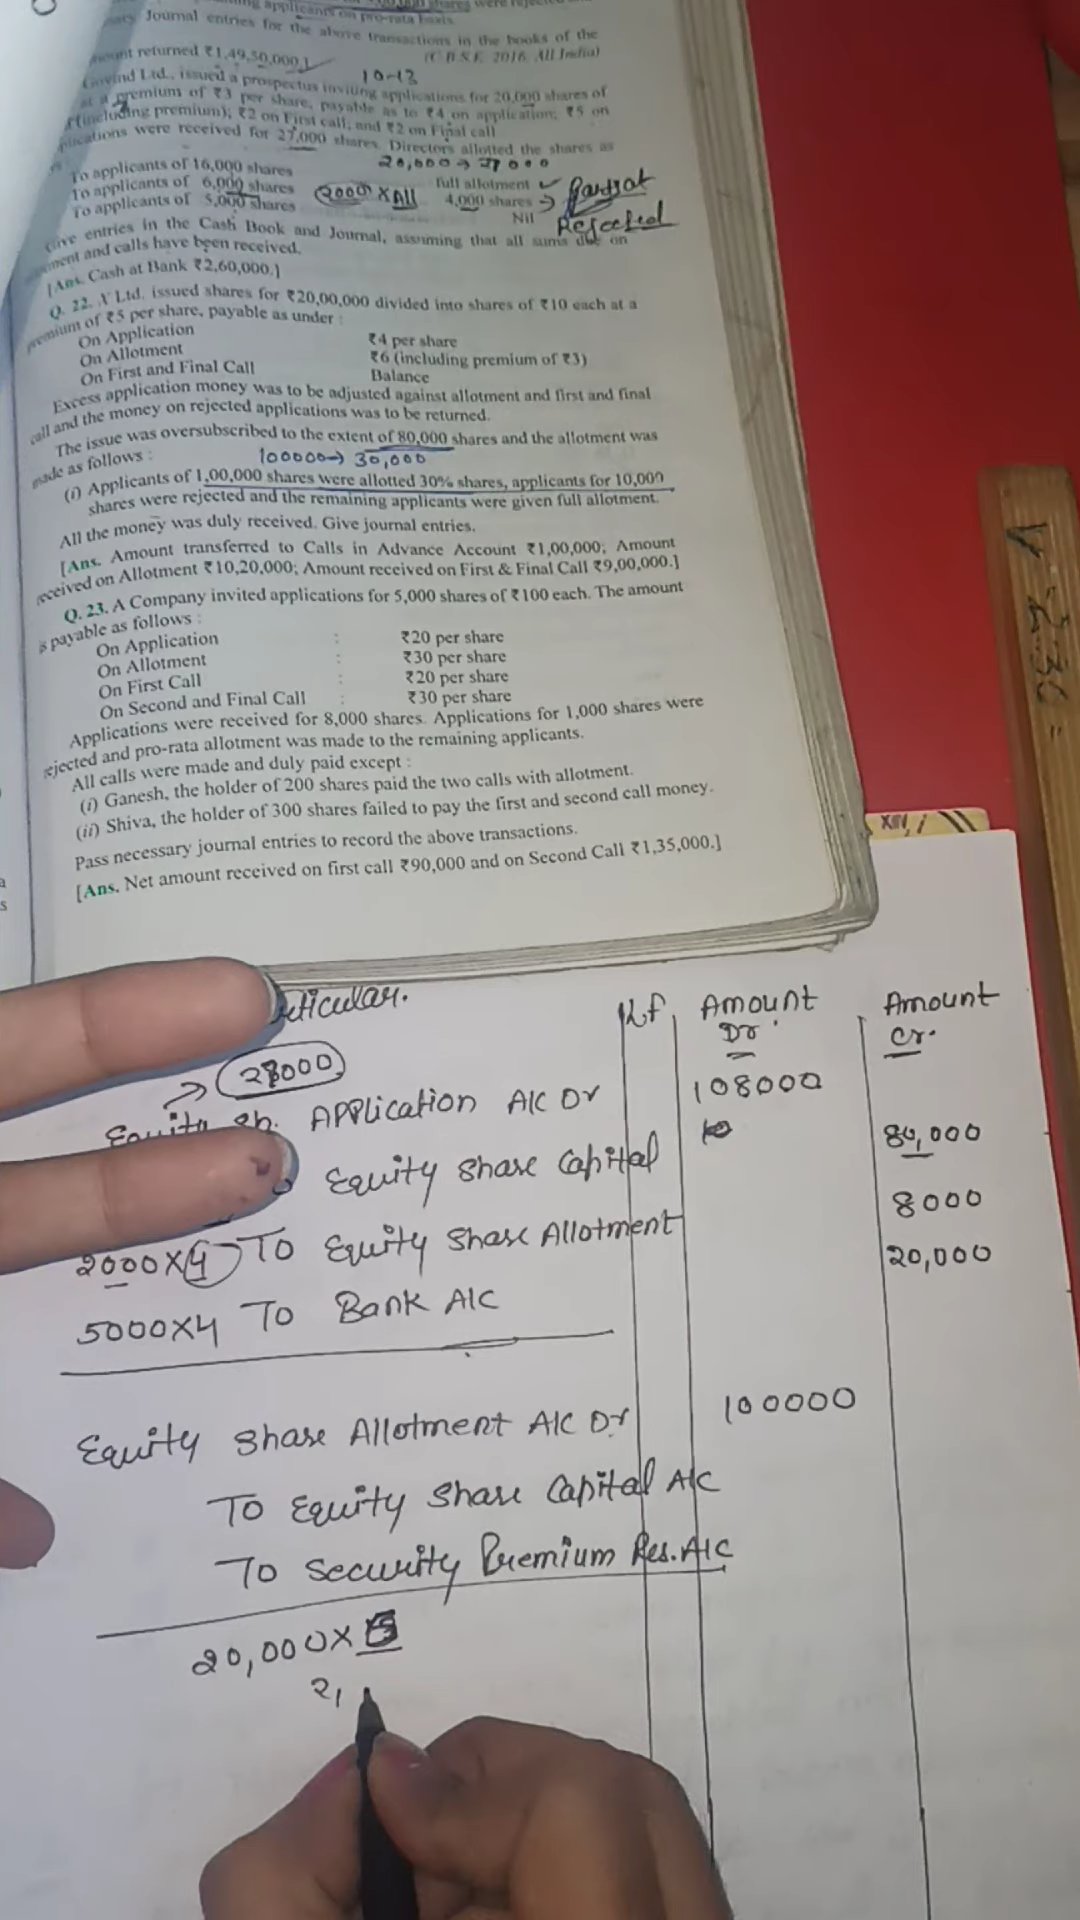 applicants on pro-rata basis.
Journal entries for the above transactions in the books of the
(C.B.S.E. 2016, All India)
amount returned ₹1,49,50,000.]
10-13
Govind Ltd., issued a prospectus inviting applications for 20,000 shares of
at a premium of ₹3 per share, payable as to ₹4 on application; ₹5 on
(including premium); ₹2 on First call; and ₹2 on Final call
Applications were received for 27,000 shares. Directors allotted the shares as
20,000 → 27000
To applicants of 16,000 shares
full allotment
To applicants of 6,000 shares
2000 X All
4,000 shares →
To applicants of 5,000 shares
Nil
Rejected
Give entries in the Cash Book and Journal, assuming that all sums due on
allotment and calls have been received.
[Ans. Cash at Bank ₹2,60,000.]
Q. 22. X Ltd. issued shares for ₹20,00,000 divided into shares of ₹10 each at a
premium of ₹5 per share, payable as under :
On Application ₹4 per share
On Allotment ₹6 (including premium of ₹3)
On First and Final Call Balance
Excess application money was to be adjusted against allotment and first and final
call and the money on rejected applications was to be returned.
The issue was oversubscribed to the extent of 80,000 shares and the allotment was
made as follows :
100000→ 30,000
(i) Applicants of 1,00,000 shares were allotted 30% shares, applicants for 10,000
shares were rejected and the remaining applicants were given full allotment.
All the money was duly received. Give journal entries.
[Ans. Amount transferred to Calls in Advance Account ₹1,00,000; Amount
received on Allotment ₹10,20,000; Amount received on First & Final Call ₹9,00,000.]
Q. 23. A Company invited applications for 5,000 shares of ₹100 each. The amount
is payable as follows :
On Application : ₹20 per share
On Allotment : ₹30 per share
On First Call : ₹20 per share
On Second and Final Call : ₹30 per share
Applications were received for 8,000 shares. Applications for 1,000 shares were
rejected and pro-rata allotment was made to the remaining applicants.
All calls were made and duly paid except :
(i) Ganesh, the holder of 200 shares paid the two calls with allotment.
(ii) Shiva, the holder of 300 shares failed to pay the first and second call money.
Pass necessary journal entries to record the above transactions.
[Ans. Net amount received on first call ₹90,000 and on Second Call ₹1,35,000.]
XIII
rticular. Lf Amount Dr. Amount Cr.
→ 27000
Equity Sh. Application A/C Dr 108000
Equity Share Capital 80,000
8000
2000X4 To Equity Share Allotment 20,000
5000X4 To Bank A/C
Equity Share Allotment A/C Dr 100000
To Equity Share Capital A/C
To Security Premium Res. A/C
20,000X
2,